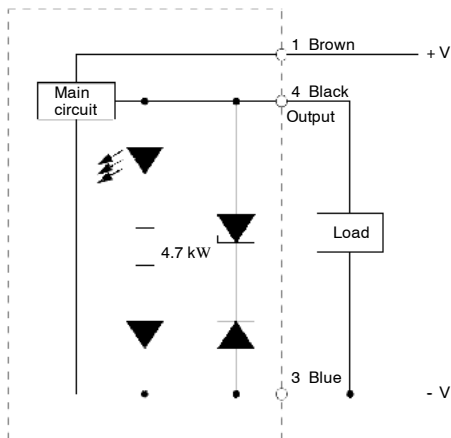 1 Brown
+ V
Main
circuit
4 Black
Output
4.7 kW
Load
3 Blue
- V